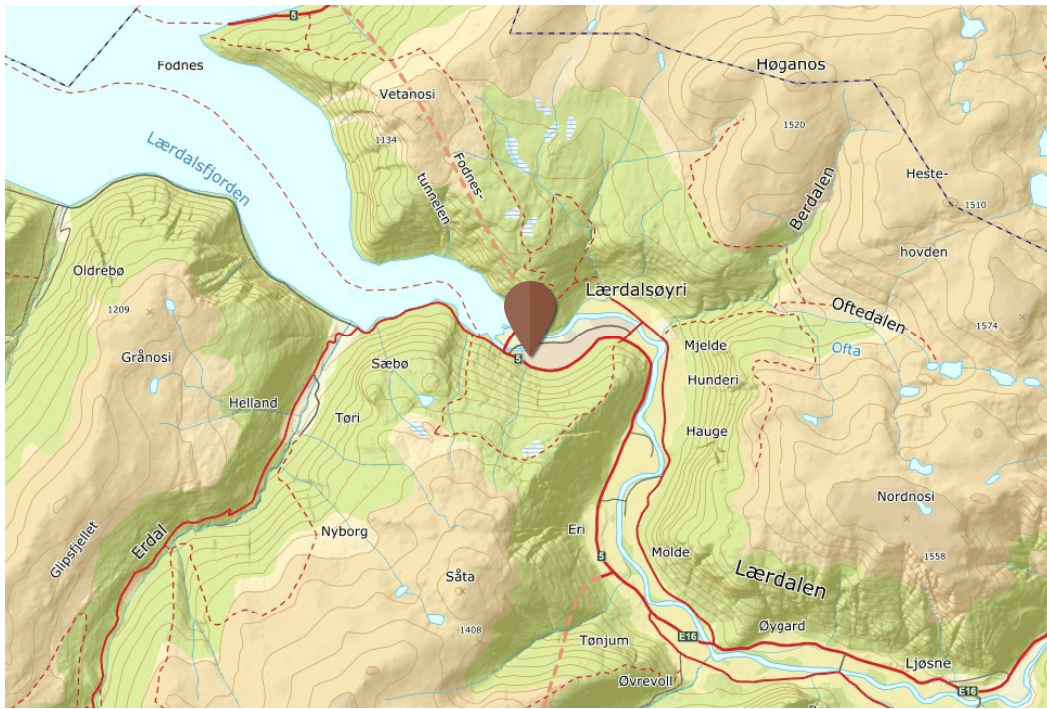 5
Fodnes
Høganos
Vetanosi
1134
1520
Lærdalsfjorden
Fodnes-
tunnelen
Berdalen
Heste-
1510
hovden
Oldrebø
1209
Lærdalsøyri
Oftedalen
1574
Grånosi
Sæbø
5
Mjelde
Ofta
Hunderi
Helland
Tøri
Hauge
Nordnosi
Glipsfjellet
Erdal
Nyborg
Eri
5
Molde
1558
Såta
Lærdalen
1408
Tønjum
Øygard
E16
Ljøsne
Øvrevoll
E16